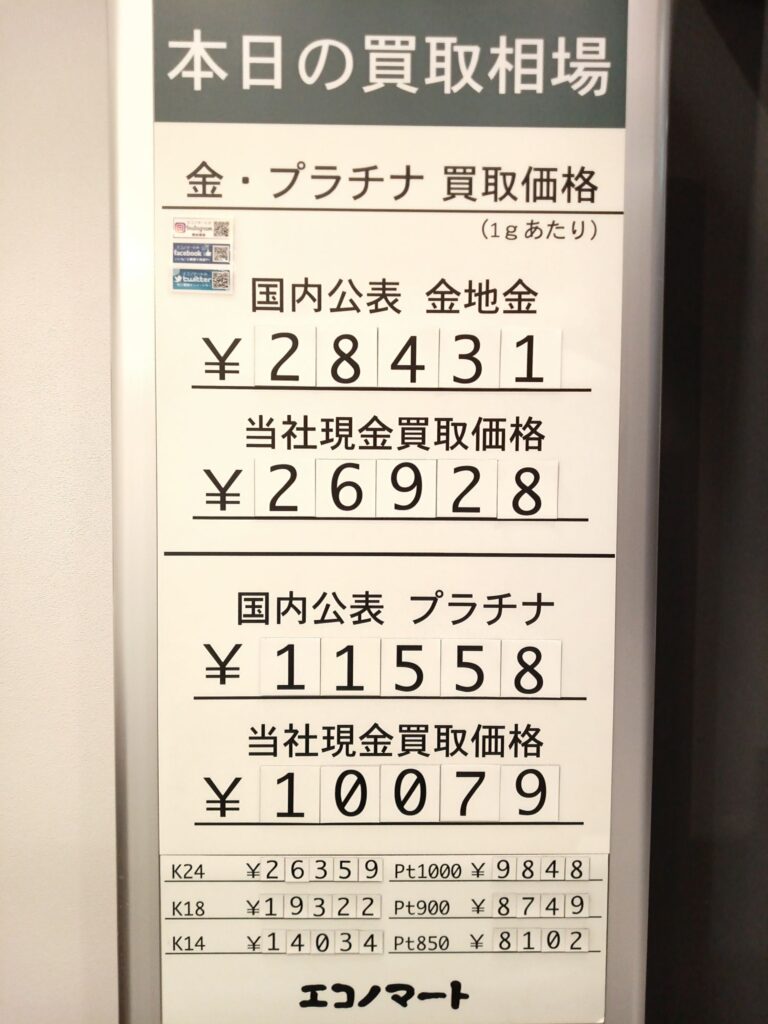 本日の買取相場
金・プラチナ 買取価格
(1gあたり)
Instagram
facebook
twitter
国内公表 金地金
¥28431
当社現金買取価格
¥26928
国内公表 プラチナ
¥11558
当社現金買取価格
¥10079
K24 ¥26359 Pt1000 ¥9848
K18 ¥19322 Pt900 ¥8749
K14 ¥14034 Pt850 ¥8102
エコノマート